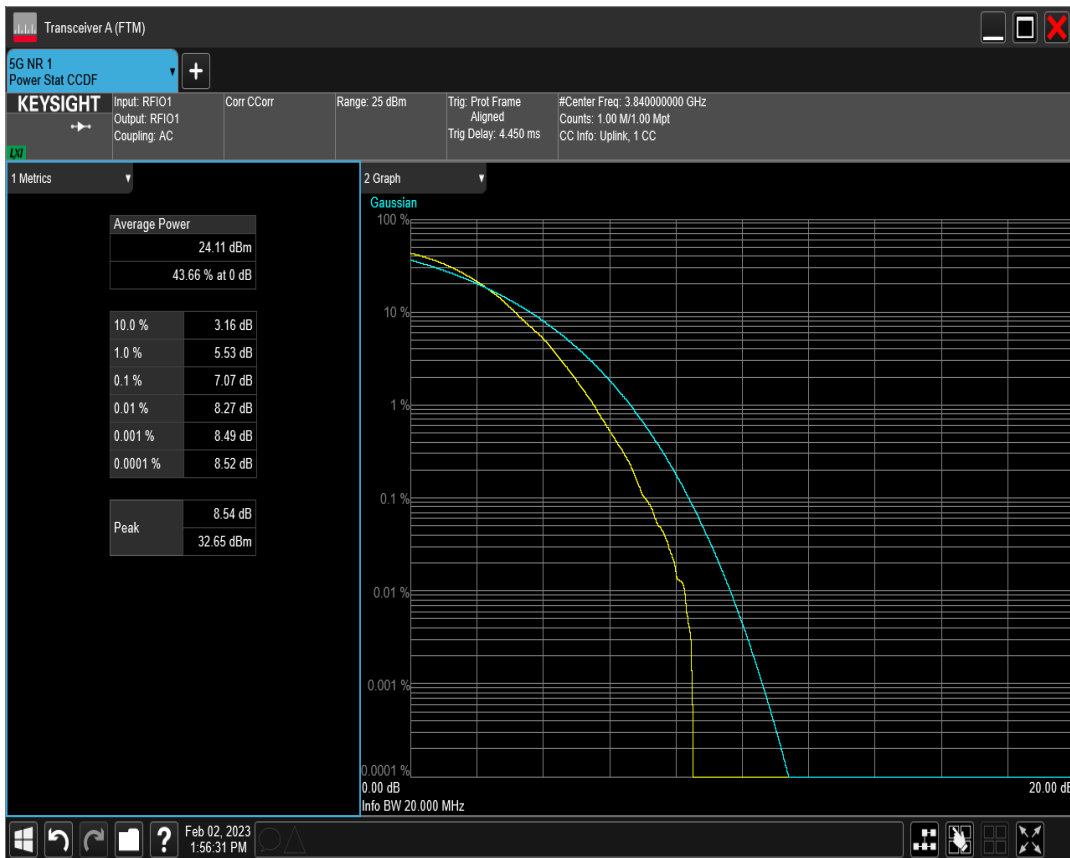 Transceiver A (FTM)
5G NR 1
Power Stat CCDF
+
KEYSIGHT
LXI
Input: RFIO1
Output: RFIO1
Coupling: AC
Corr CCorr
Range: 25 dBm
Trig: Prot Frame
Aligned
Trig Delay: 4.450 ms
#Center Freq: 3.840000000 GHz
Counts: 1.00 M/1.00 Mpt
CC Info: Uplink, 1 CC
1 Metrics
Average Power
24.11 dBm
43.66 % at 0 dB
10.0 % 3.16 dB
1.0 % 5.53 dB
0.1 % 7.07 dB
0.01 % 8.27 dB
0.001 % 8.49 dB
0.0001 % 8.52 dB
Peak
8.54 dB
32.65 dBm
2 Graph
Gaussian
100 %
10 %
1 %
0.1 %
0.01 %
0.001 %
0.0001 %
0.00 dB 20.00 dB
Info BW 20.000 MHz
?
Feb 02, 2023
1:56:31 PM